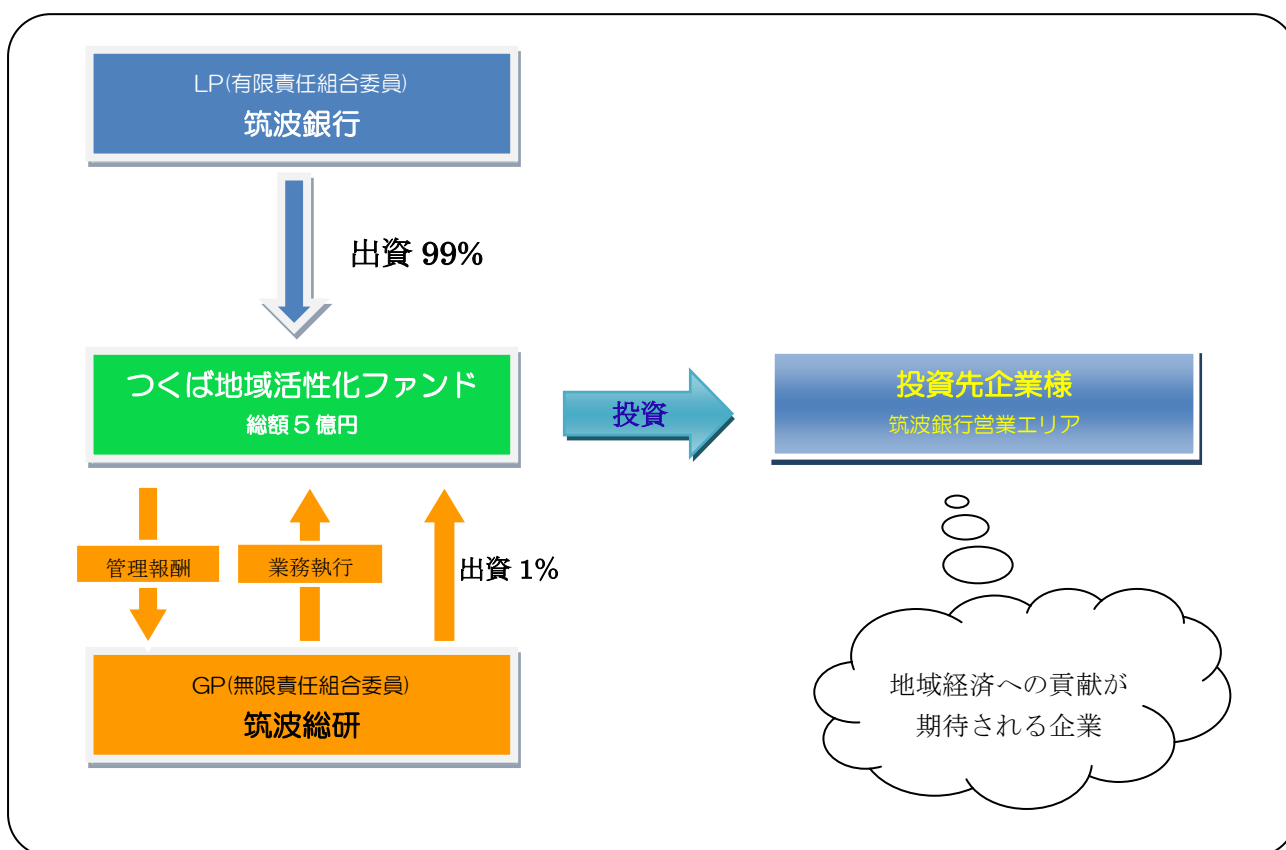 LP(有限責任組合委員)
筑波銀行
出資 99%
つくば地域活性化ファンド
総額5億円
投資
投資先企業様
筑波銀行営業エリア
管理報酬
業務執行
出資 1%
GP(無限責任組合委員)
筑波総研
地域経済への貢献が
期待される企業